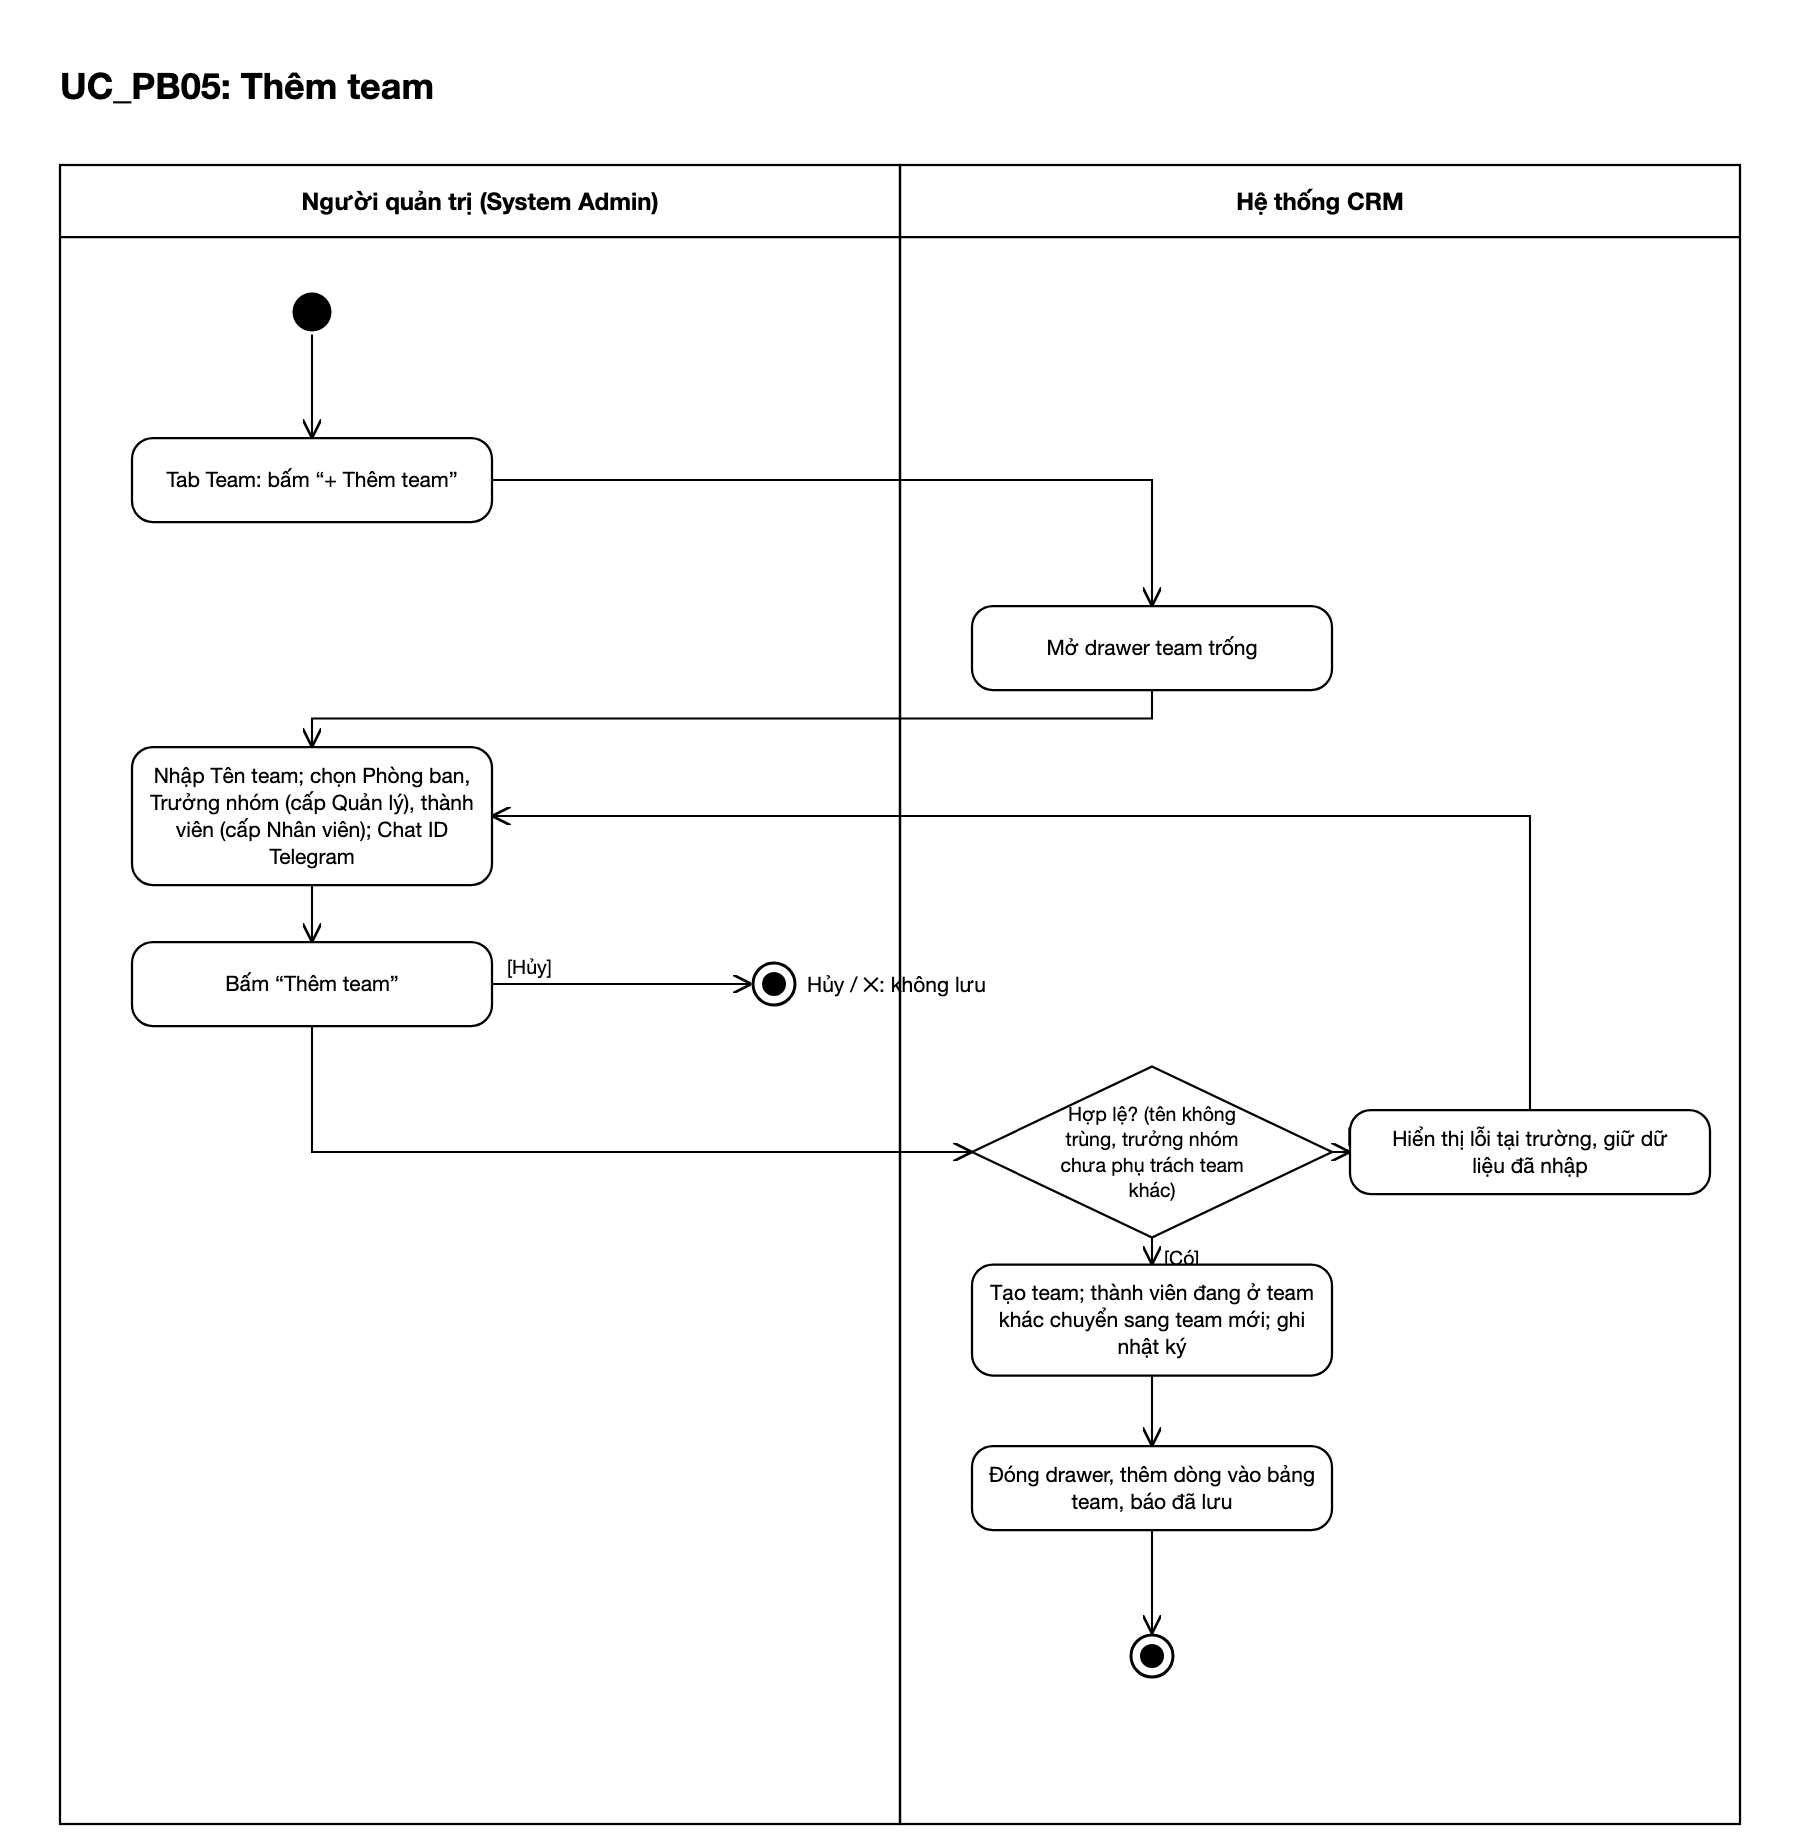 UC_PB05: Thêm team
Người quản trị (System Admin)
Hệ thống CRM
Tab Team: bấm “+ Thêm team”
Mở drawer team trống
Nhập Tên team; chọn Phòng ban,
Trưởng nhóm (cấp Quản lý), thành
viên (cấp Nhân viên); Chat ID
Telegram
Bấm “Thêm team”
[Hủy]
Hủy / ✕: không lưu
Hợp lệ? (tên không
trùng, trưởng nhóm
chưa phụ trách team
khác)
Hiển thị lỗi tại trường, giữ dữ
liệu đã nhập
[Có]
Tạo team; thành viên đang ở team
khác chuyển sang team mới; ghi
nhật ký
Đóng drawer, thêm dòng vào bảng
team, báo đã lưu